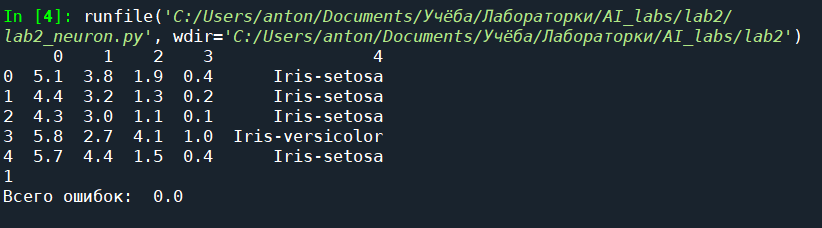 In [4]: runfile('C:/Users/anton/Documents/Учёба/Лабораторки/AI_labs/lab2/
lab2_neuron.py', wdir='C:/Users/anton/Documents/Учёба/Лабораторки/AI_labs/lab2')
0 1 2 3 4
0 5.1 3.8 1.9 0.4 Iris-setosa
1 4.4 3.2 1.3 0.2 Iris-setosa
2 4.3 3.0 1.1 0.1 Iris-setosa
3 5.8 2.7 4.1 1.0 Iris-versicolor
4 5.7 4.4 1.5 0.4 Iris-setosa
1
Всего ошибок: 0.0